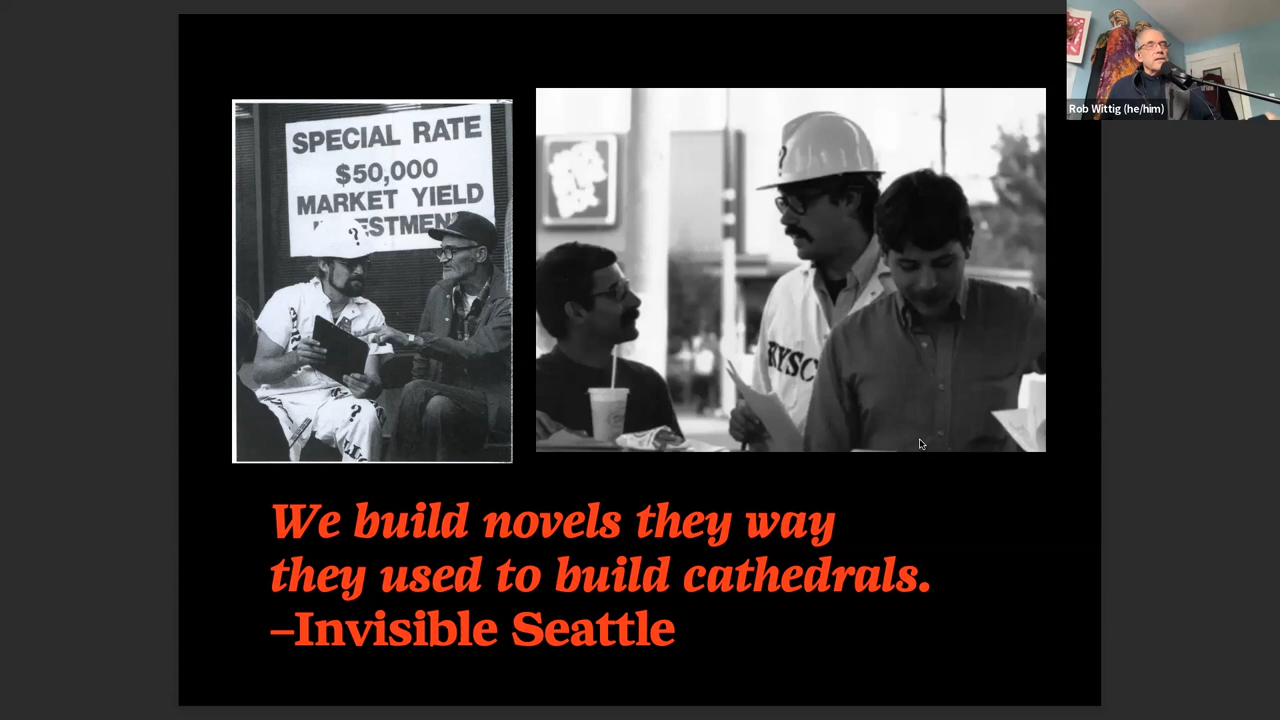 SPECIAL RATE
$50,000
MARKET YIELD
?
?
?
RYSC
Rob Wittig (he/him)
We build novels they way
they used to build cathedrals.
–Invisible Seattle